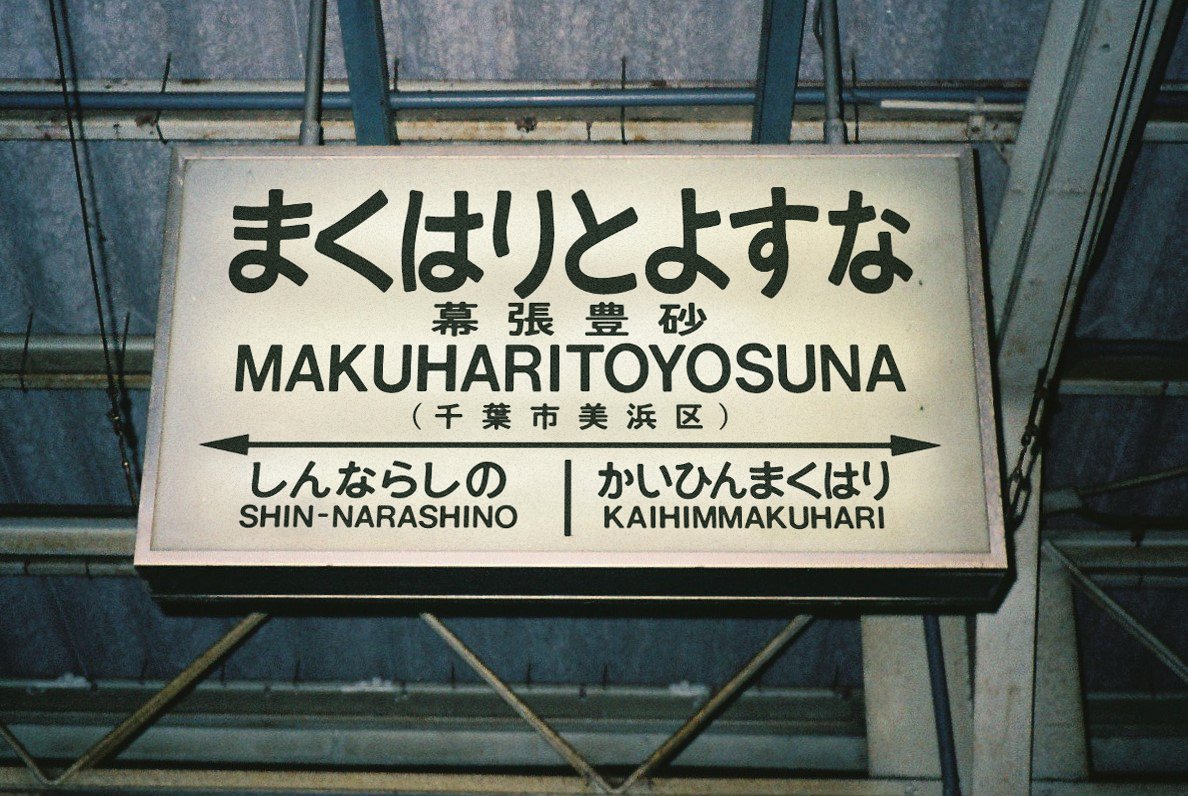 まくはりとよすな
幕張豊砂
MAKUHARITOYOSUNA
（千葉市美浜区）
しんならしの
SHIN-NARASHINO
かいひんまくはり
KAIHIMMAKUHARI